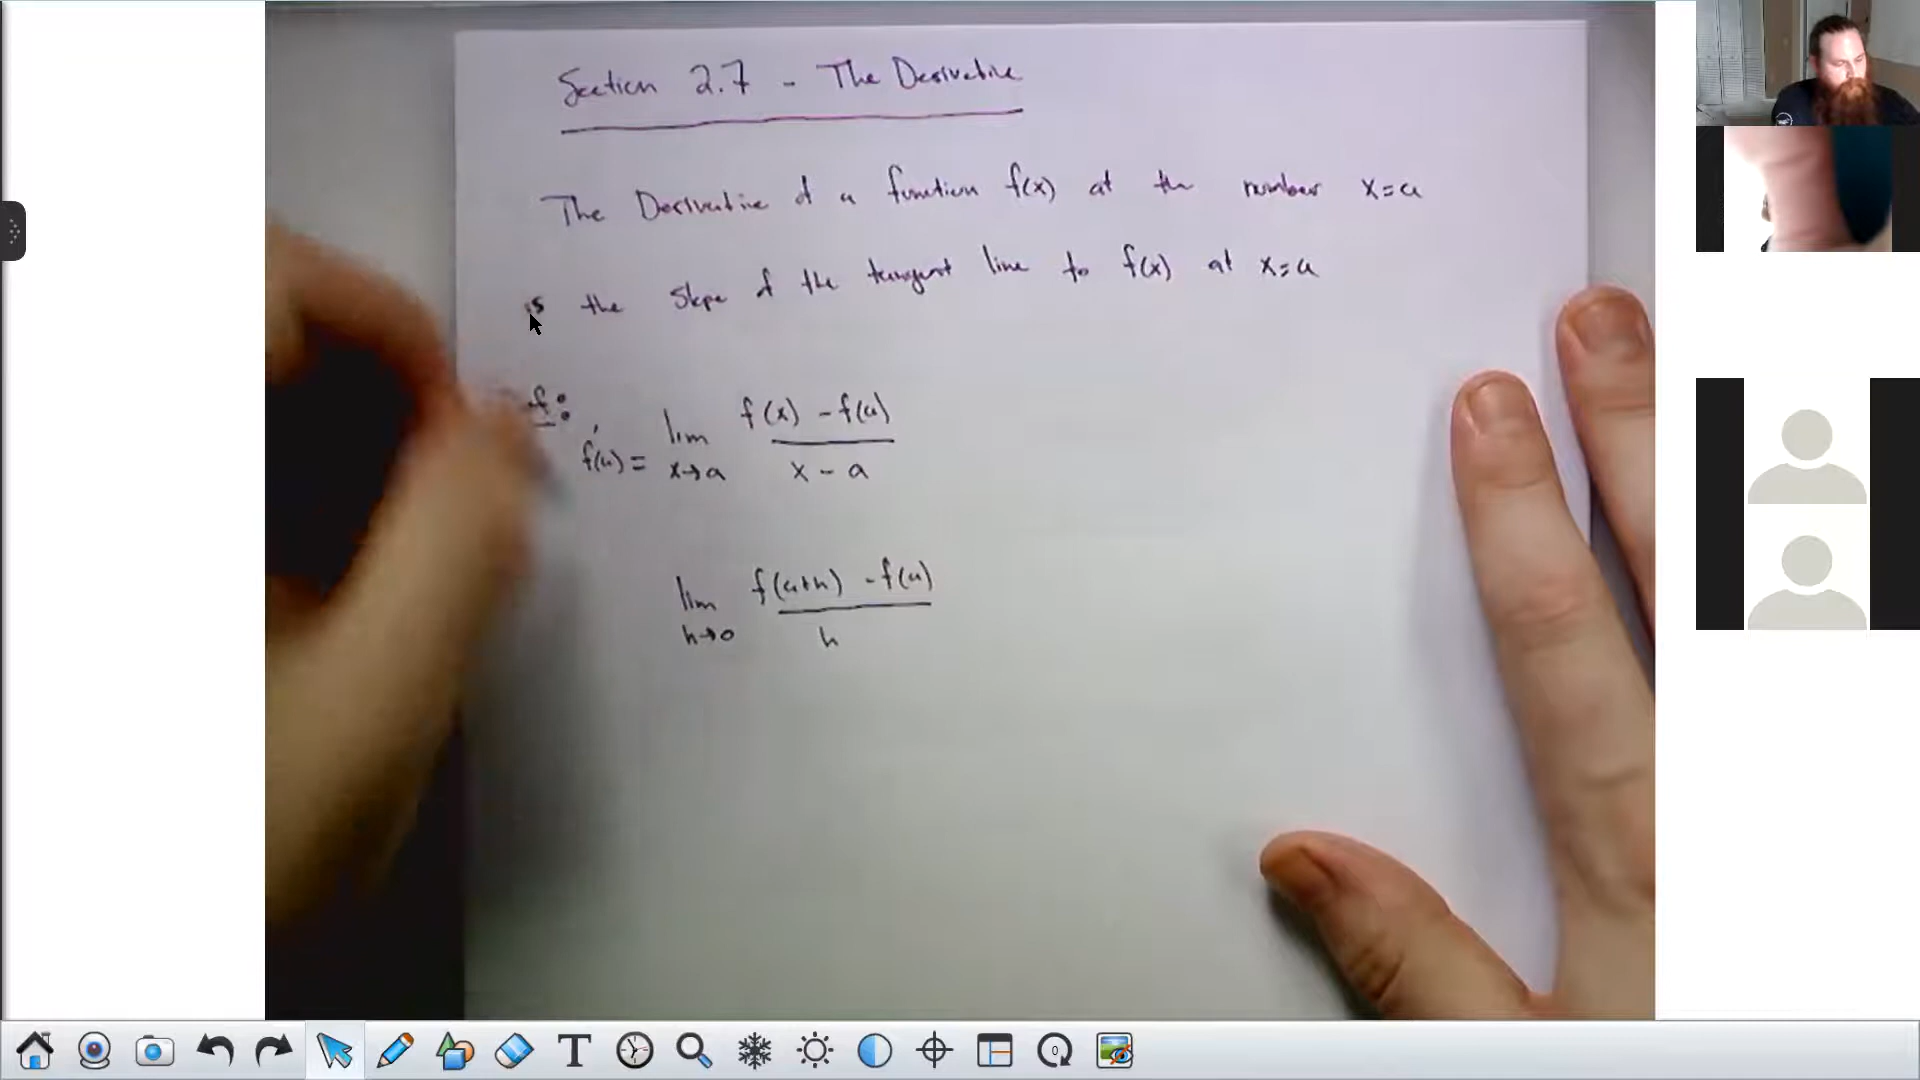 Section 2.7 - The Derivative
The Derivative of a function f(x) at the number x=a
is the slope of the tangent line to f(x) at x=a
f:
f'(a) = lim x→a f(x) - f(a) / x - a
lim h→0 f(a+h) - f(a) / h
T
0